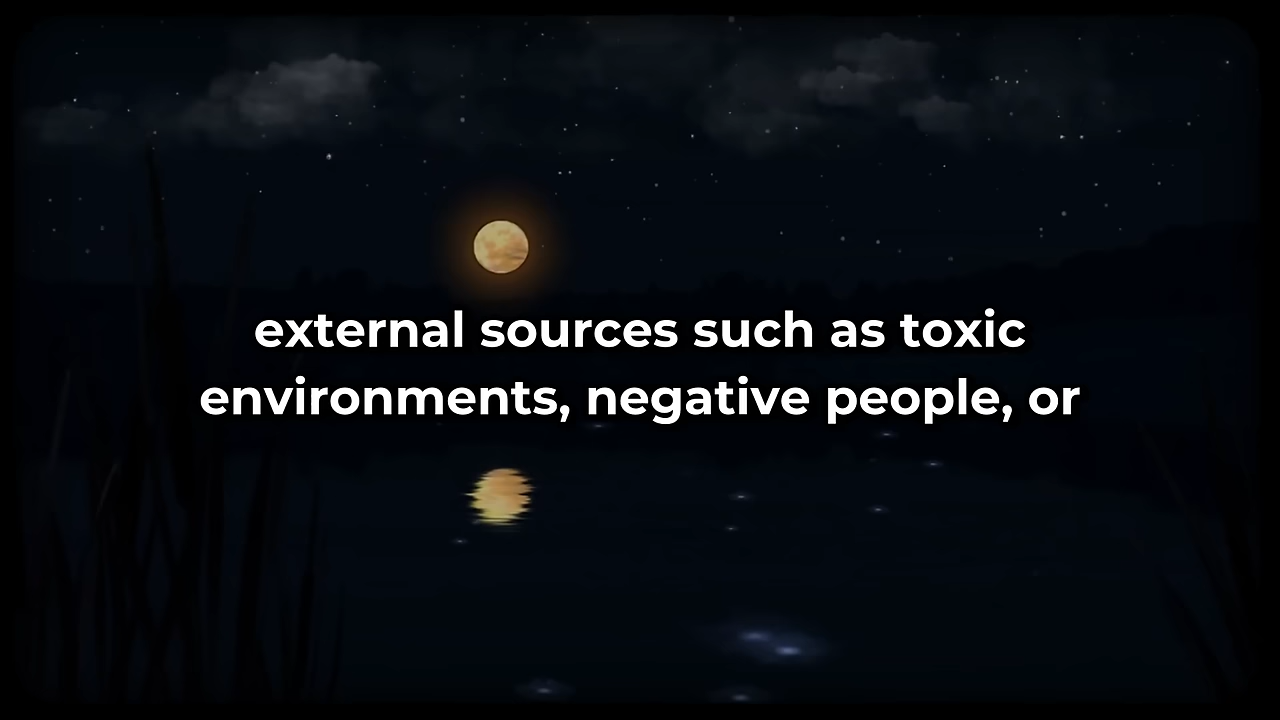 external sources such as toxic
environments, negative people, or